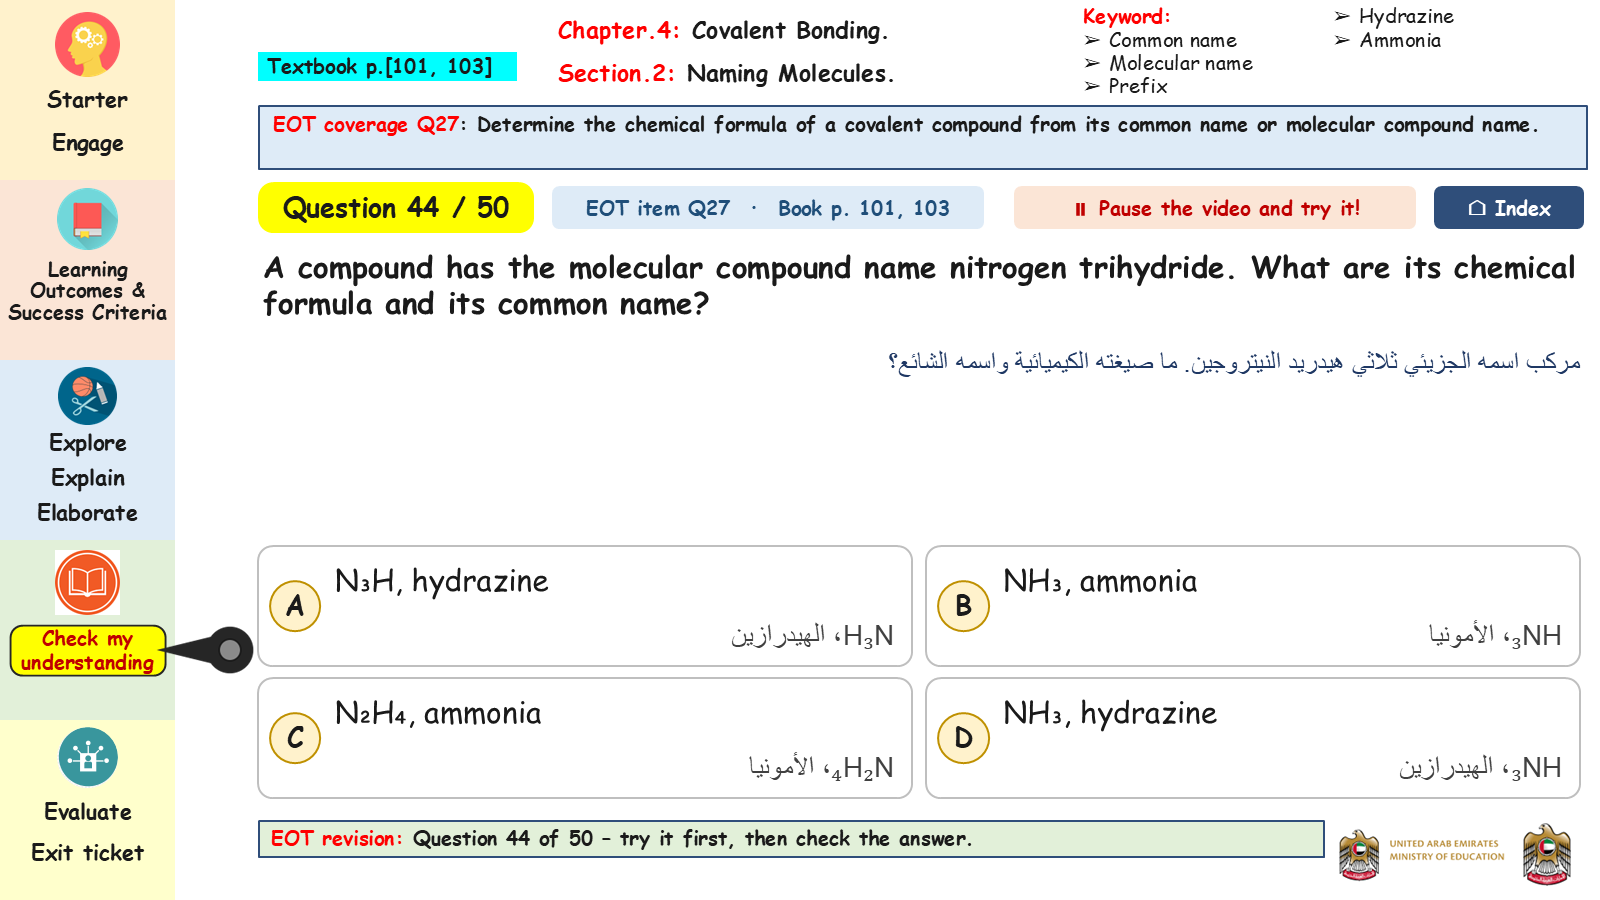 Starter
Engage
Learning
Outcomes &
Success Criteria
Explore
Explain
Elaborate
Check my
understanding
Evaluate
Exit ticket
Textbook p.[101, 103]
Chapter.4: Covalent Bonding.
Section.2: Naming Molecules.
Keyword:
➢ Common name
➢ Molecular name
➢ Prefix
➢ Hydrazine
➢ Ammonia
EOT coverage Q27: Determine the chemical formula of a covalent compound from its common name or molecular compound name.
Question 44 / 50
EOT item Q27 · Book p. 101, 103
⏸ Pause the video and try it!
⌂ Index
A compound has the molecular compound name nitrogen trihydride. What are its chemical
formula and its common name?
مركب اسمه الجزيئي ثلاثي هيدريد النيتروجين. ما صيغته الكيميائية واسمه الشائع؟
A
N₃H, hydrazine
H₃N، الهيدرازين
B
NH₃, ammonia
₃NH، الأمونيا
C
N₂H₄, ammonia
₄H₂N، الأمونيا
D
NH₃, hydrazine
₃NH، الهيدرازين
EOT revision: Question 44 of 50 – try it first, then check the answer.
UNITED ARAB EMIRATES
MINISTRY OF EDUCATION